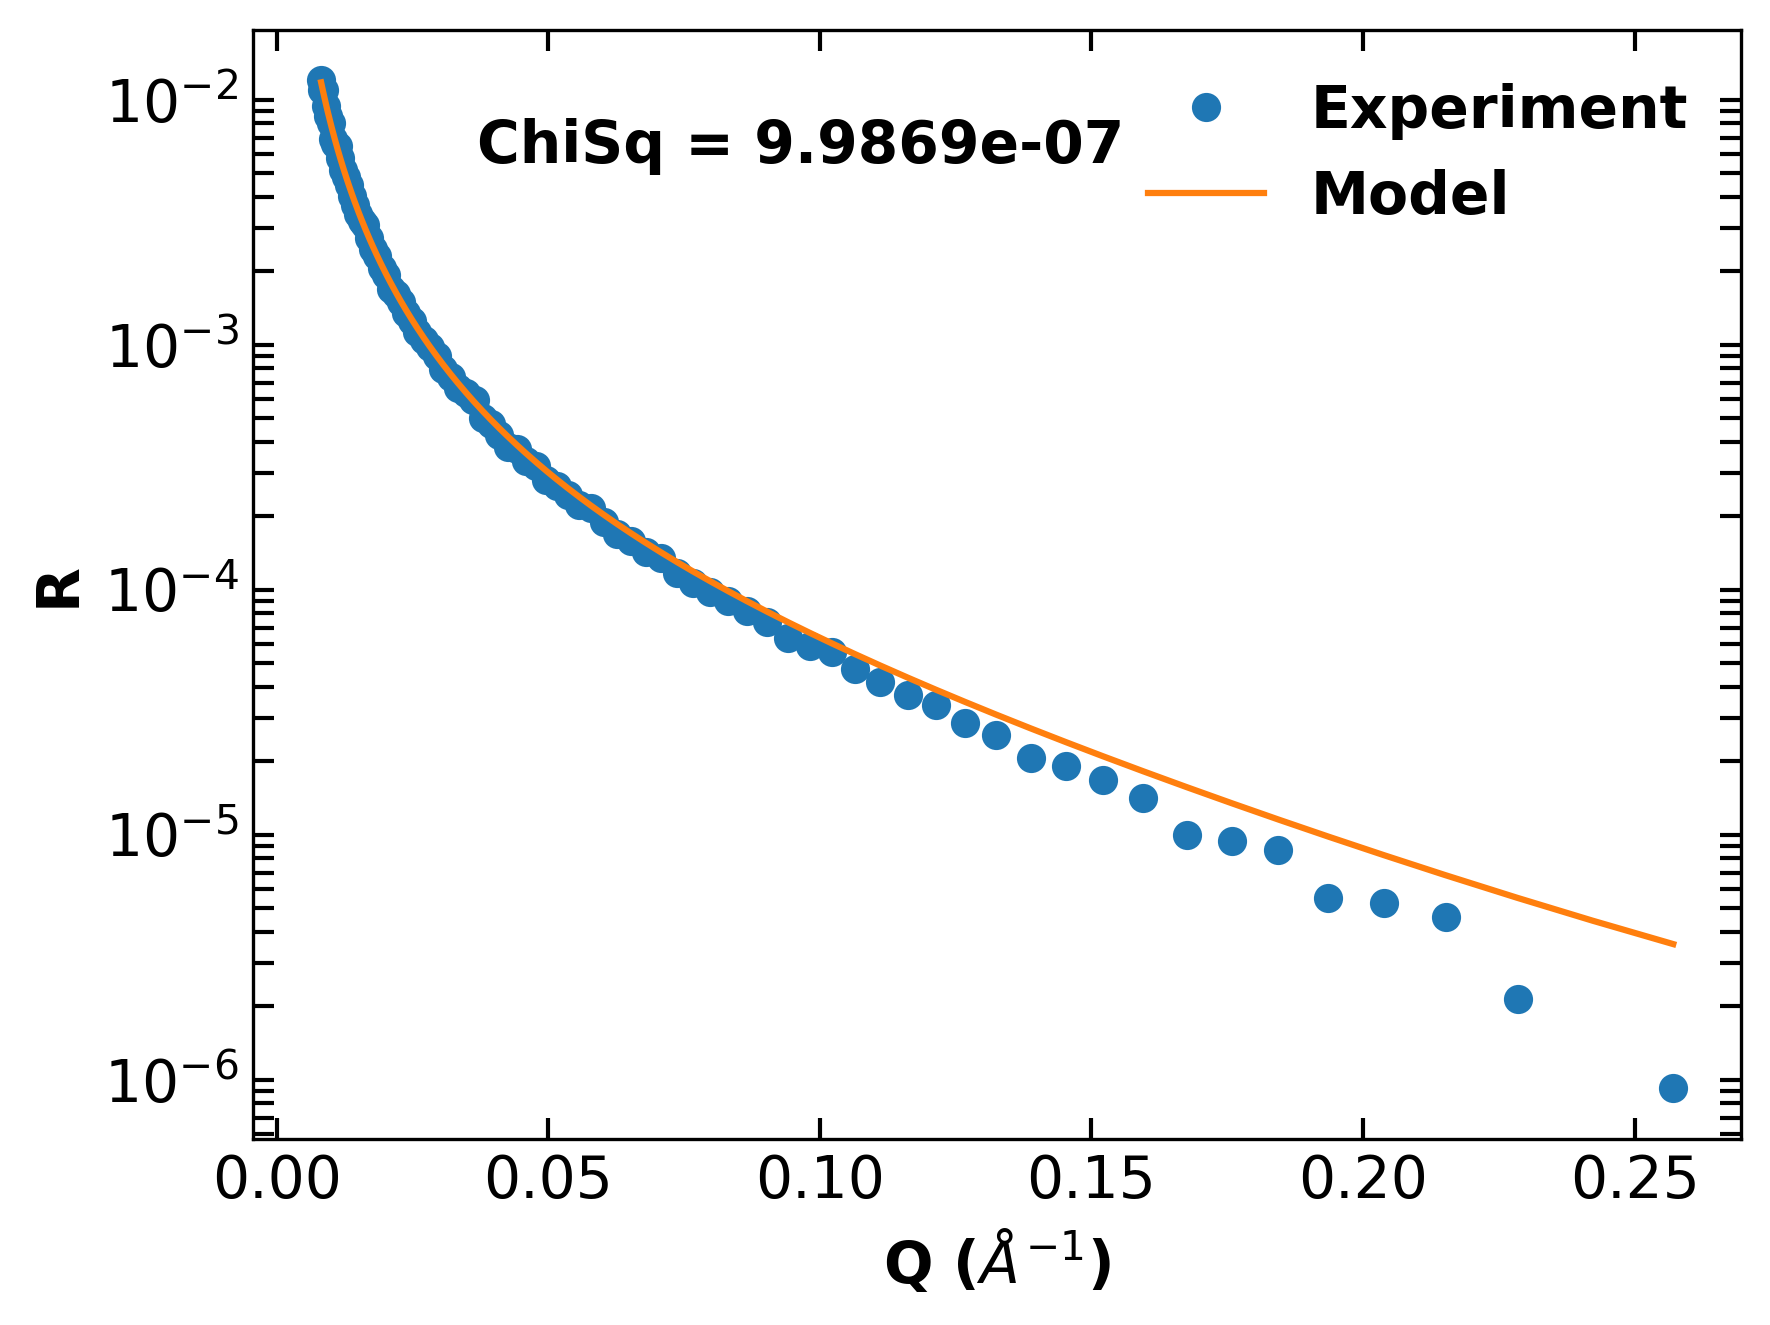 10⁻²
10⁻³
10⁻⁴
10⁻⁵
10⁻⁶
R
ChiSq = 9.9869e-07
Experiment
Model
0.00 0.05 0.10 0.15 0.20 0.25
Q (Å⁻¹)